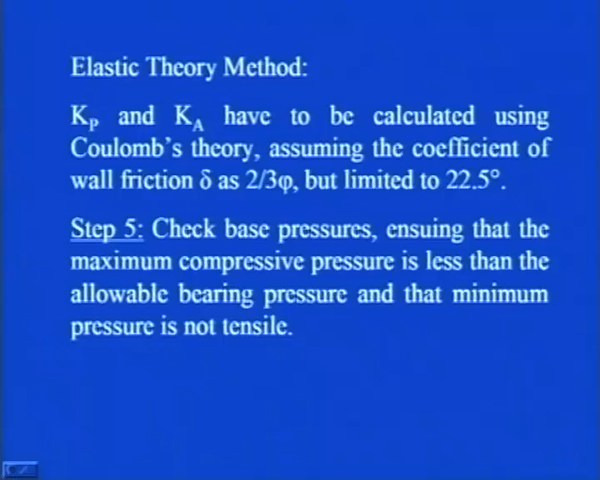 Elastic Theory Method:
K_P and K_A have to be calculated using
Coulomb's theory, assuming the coefficient of
wall friction δ as 2/3φ, but limited to 22.5°.
Step 5: Check base pressures, ensuing that the
maximum compressive pressure is less than the
allowable bearing pressure and that minimum
pressure is not tensile.